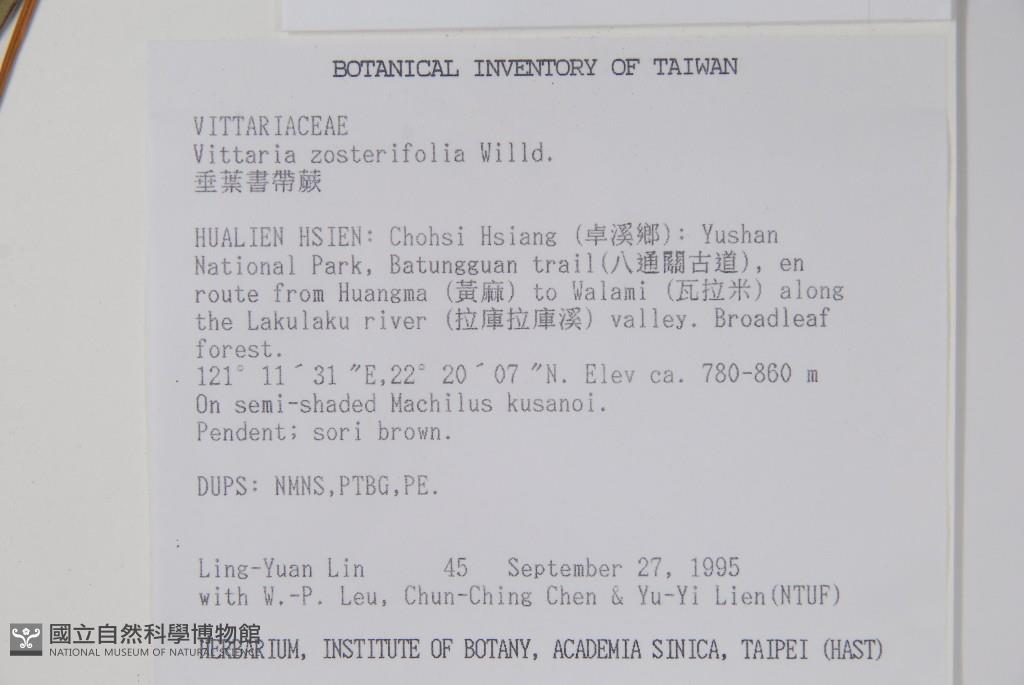 BOTANICAL INVENTORY OF TAIWAN
VITTARIACEAE
Vittaria zosterifolia Willd.
垂葉書帶蕨
HUALIEN HSIEN: Chohsi Hsiang (卓溪鄉): Yushan
National Park, Batungguan trail(八通關古道), en
route from Huangma (黃麻) to Walami (瓦拉米) along
the Lakulaku river (拉庫拉庫溪) valley. Broadleaf
forest.
121° 11´31 ″E,22° 20´07 ″N. Elev ca. 780-860 m
On semi-shaded Machilus kusanoi.
Pendent; sori brown.
DUPS: NMNS,PTBG,PE.
Ling-Yuan Lin 45 September 27, 1995
with W.-P. Leu, Chun-Ching Chen & Yu-Yi Lien(NTUF)
HERBARIUM, INSTITUTE OF BOTANY, ACADEMIA SINICA, TAIPEI (HAST)
國立自然科學博物館
NATIONAL MUSEUM OF NATURAL SCIENCE